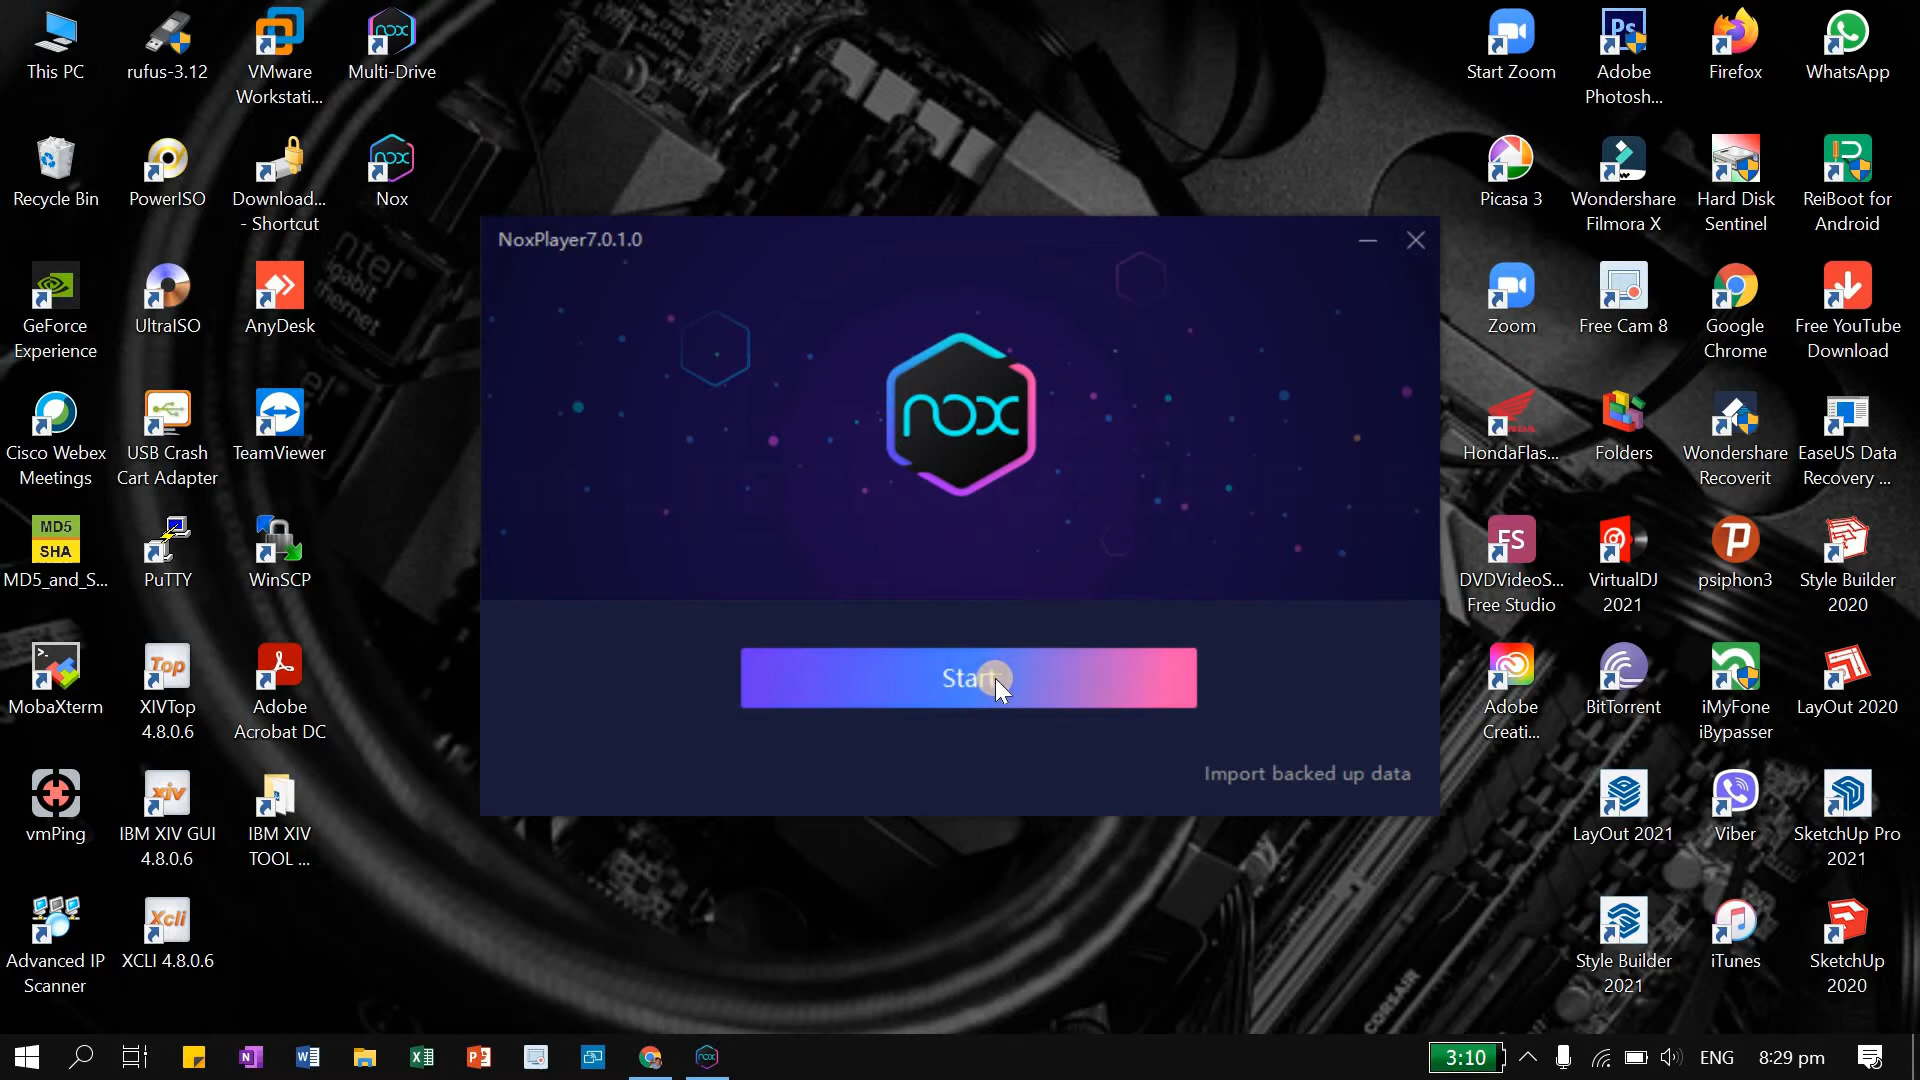 This PC
rufus-3.12
VMware
Workstati...
Multi-Drive
Recycle Bin
PowerISO
Download...
- Shortcut
Nox
GeForce
Experience
UltraISO
AnyDesk
Cisco Webex
Meetings
USB Crash
Cart Adapter
TeamViewer
MD5
SHA
MD5_and_S...
PuTTY
WinSCP
MobaXterm
Top
XIVTop
4.8.0.6
Adobe
Acrobat DC
vmPing
xiv
IBM XIV GUI
4.8.0.6
IBM XIV
TOOL ...
Advanced IP
Scanner
Xcli
XCLI 4.8.0.6
NoxPlayer7.0.1.0
nox
Start
Import backed up data
Start Zoom
Ps
Adobe
Photosh...
Firefox
WhatsApp
Picasa 3
Wondershare
Filmora X
Hard Disk
Sentinel
ReiBoot for
Android
Zoom
Free Cam 8
Google
Chrome
Free YouTube
Download
HondaFlas...
Folders
Wondershare
Recoverit
EaseUS Data
Recovery ...
FS
DVDVideoS...
Free Studio
VirtualDJ
2021
psiphon3
Style Builder
2020
Adobe
Creati...
BitTorrent
iMyFone
iBypasser
LayOut 2020
LayOut 2021
Viber
SketchUp Pro
2021
Style Builder
2021
iTunes
SketchUp
2020
CORSAIR
3:10
ENG
8:29 pm